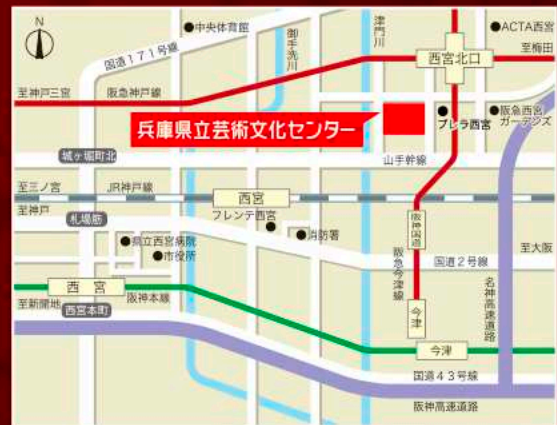 N
中央体育館
国道171号線
御手洗川
津門川
ACTA西宮
西宮北口
至梅田
至神戸三宮
阪急神戸線
兵庫県立芸術文化センター
プレラ西宮
阪急西宮
ガーデンズ
城ヶ堀町北
山手幹線
至三ノ宮
JR神戸線
西宮
至神戸
札場筋
フレンテ西宮
消防署
阪神国道
県立西宮病院
市役所
阪急今津線
国道2号線
至大阪
名神高速道路
西宮
至新開地
西宮本町
阪神本線
今津
今津
国道43号線
阪神高速道路